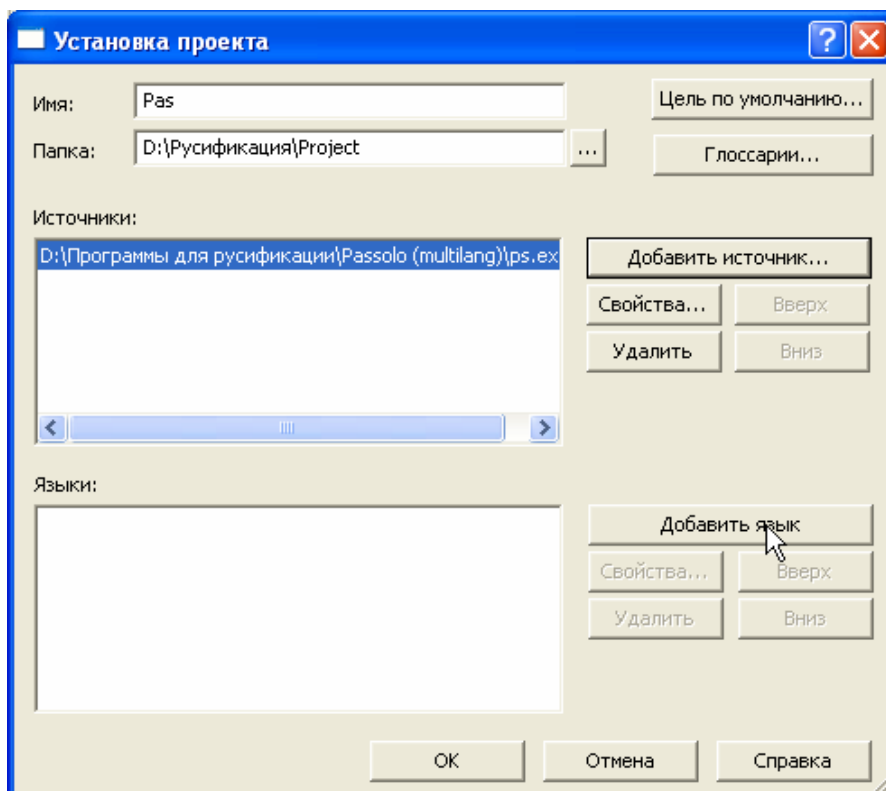 Установка проекта
Имя: Pas Цель по умолчанию...
Папка: D:\Русификация\Project ... Глоссарии...
Источники:
D:\Программы для русификации\Passolo (multilang)\ps.ex Добавить источник...
Свойства... Вверх
Удалить Вниз
Языки:
Добавить язык
Свойства... Вверх
Удалить Вниз
OK Отмена Справка